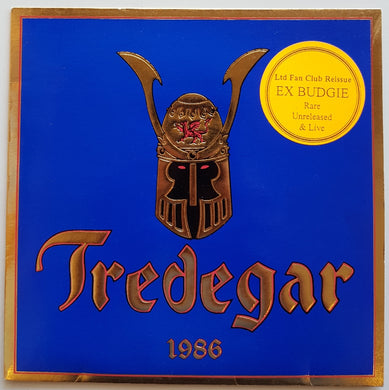 Ltd Fan Club Reissue
EX BUDGIE
Rare
Unreleased
& Live
Tredegar
1986